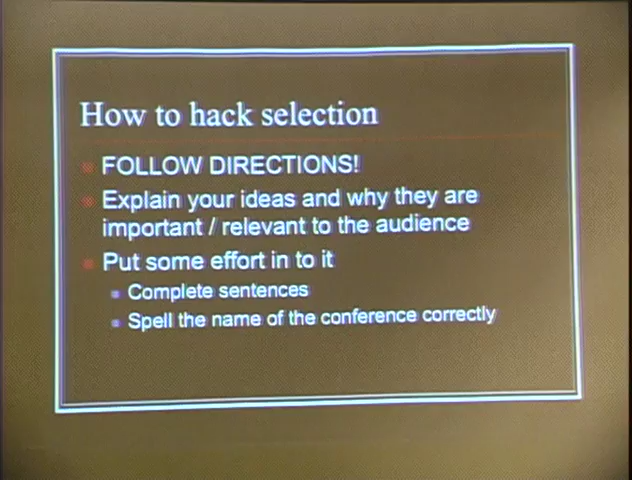 How to hack selection
FOLLOW DIRECTIONS!
Explain your ideas and why they are
important / relevant to the audience
Put some effort in to it
Complete sentences
Spell the name of the conference correctly